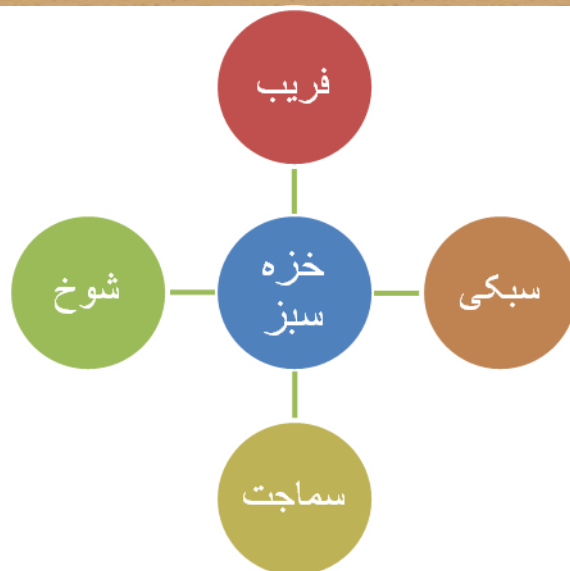 فریب
شوخ
خزه
سبز
سبکی
سماجت